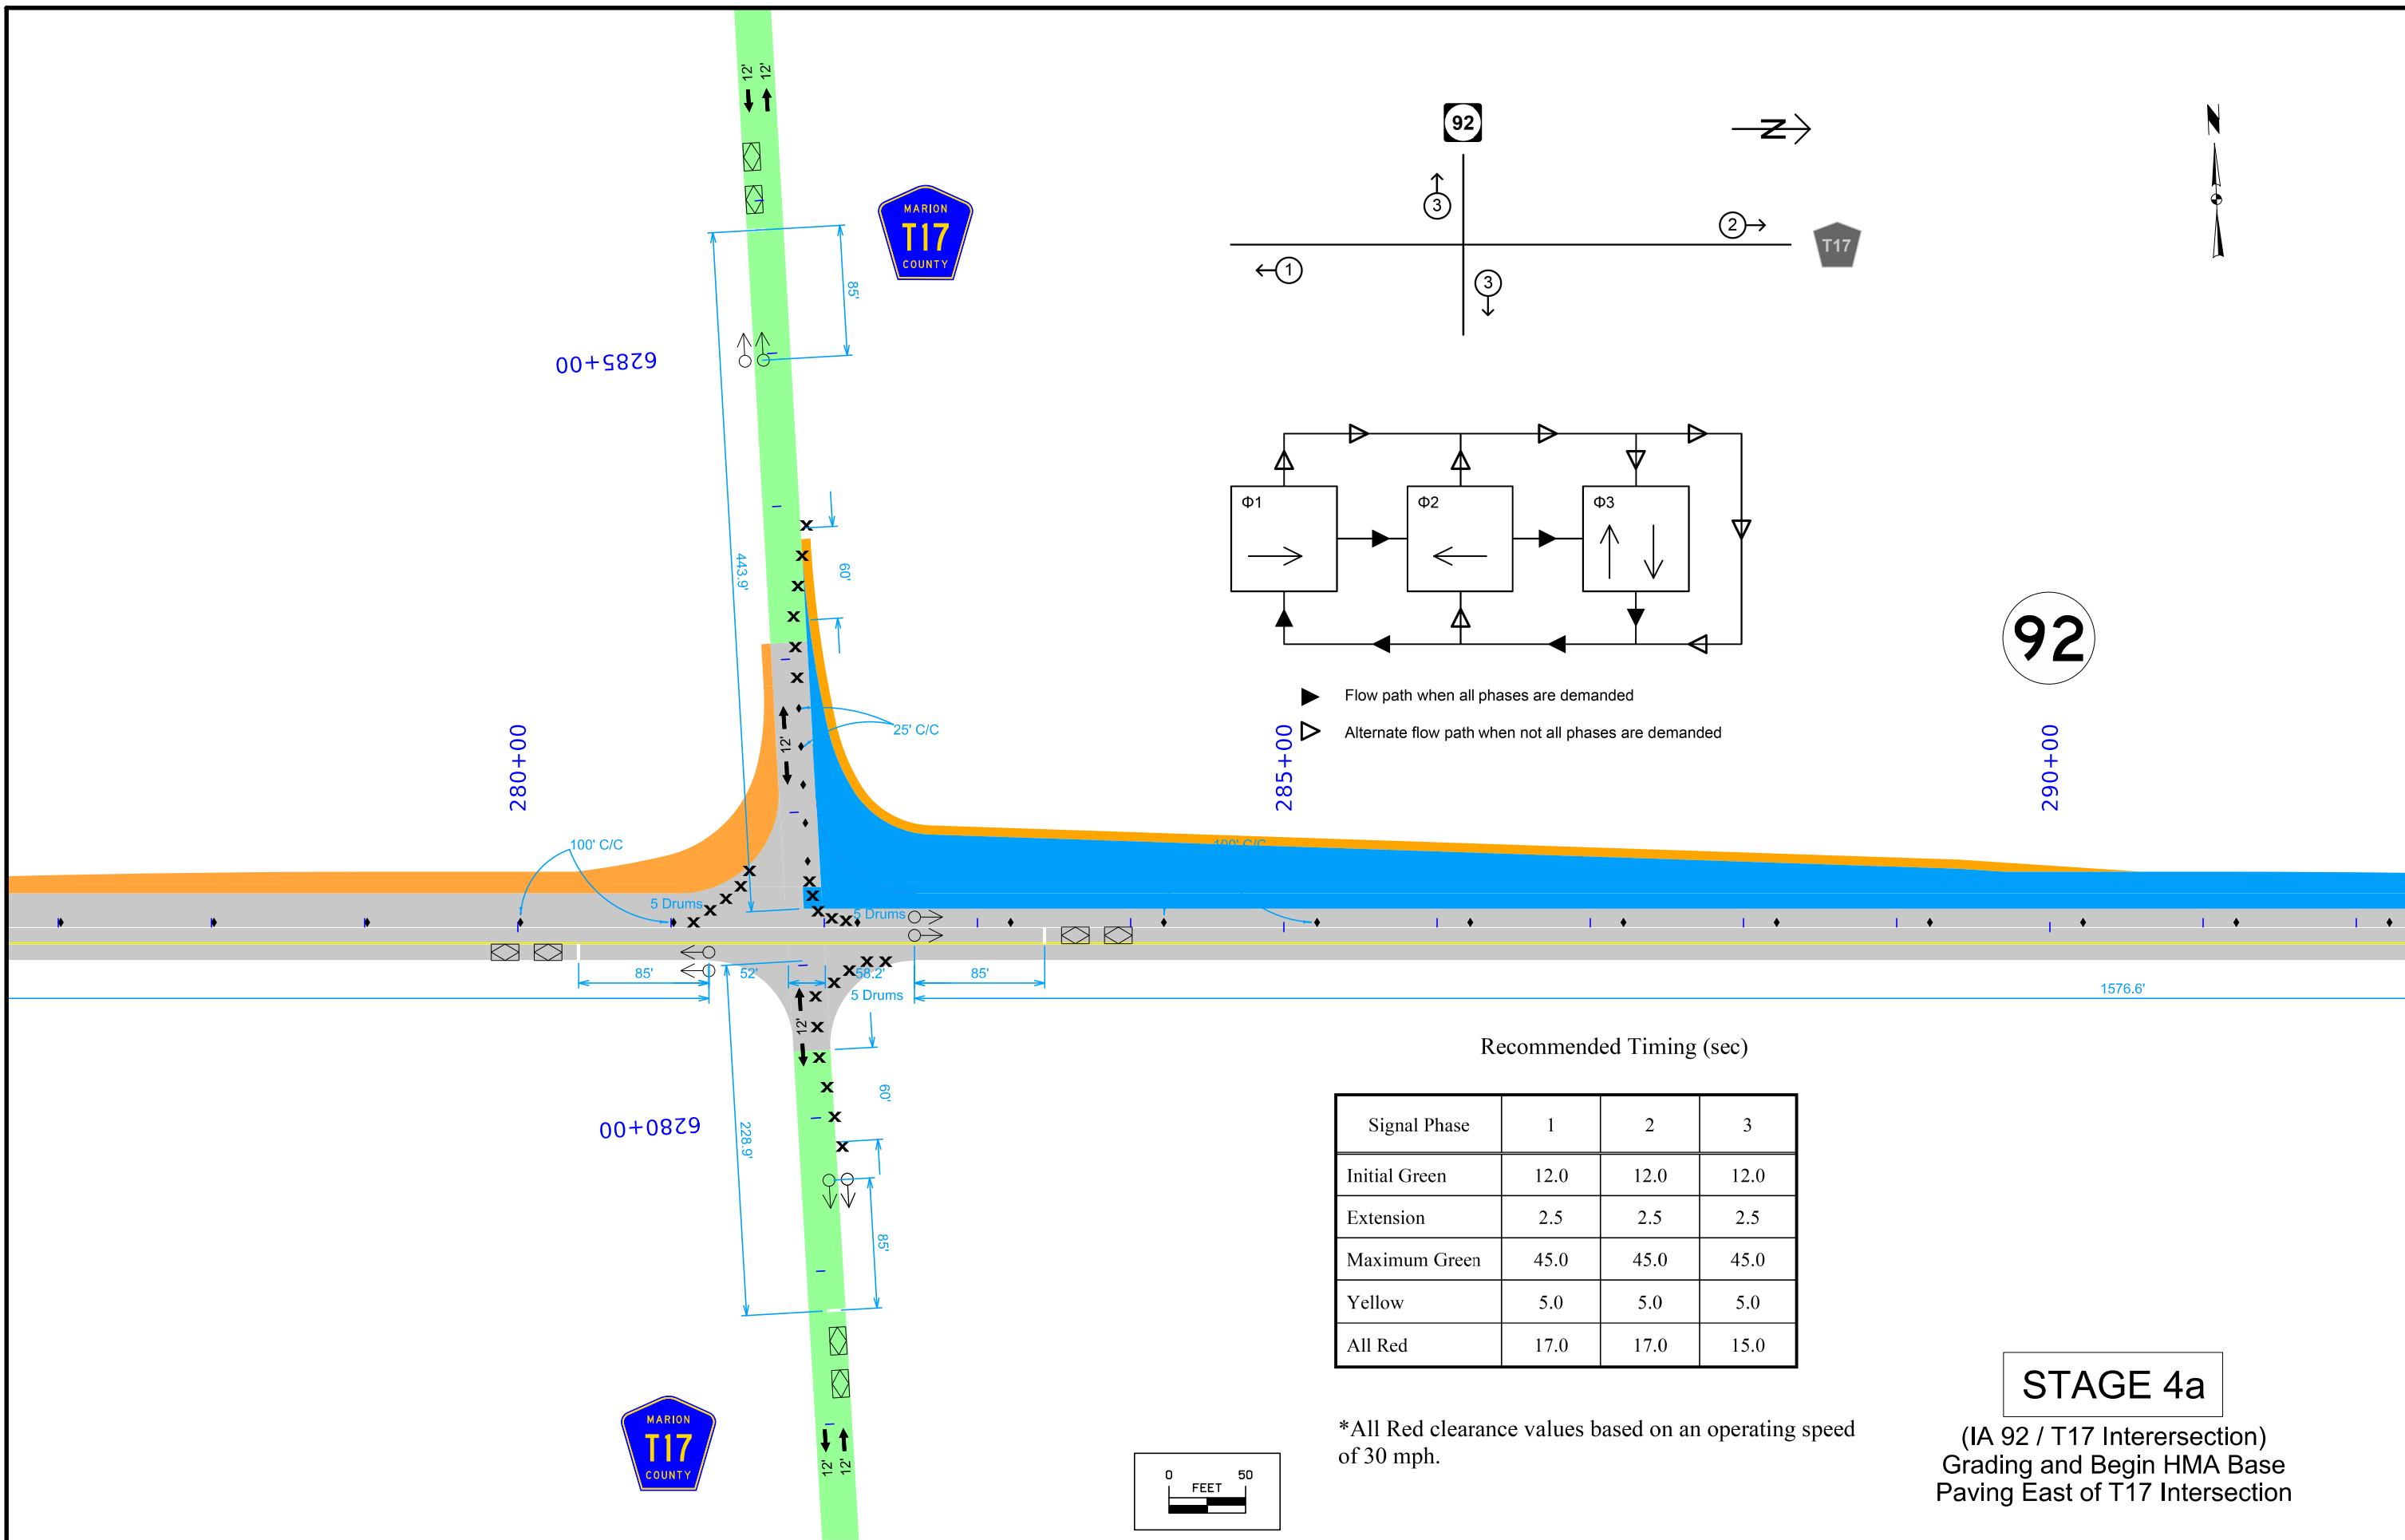 12'
12'
92
N
N
MARION
T17
COUNTY
3
2
T17
1
3
85'
6285+00
Φ1
Φ2
Φ3
443.9'
60'
92
Flow path when all phases are demanded
Alternate flow path when not all phases are demanded
25' C/C
12'
280+00
285+00
290+00
100' C/C
100' C/C
5 Drums
5 Drums
85'
52'
58.2'
85'
5 Drums
1576.6'
12'
60'
6280+00
228.9'
85'
Recommended Timing (sec)
Signal Phase 1 2 3
Initial Green 12.0 12.0 12.0
Extension 2.5 2.5 2.5
Maximum Green 45.0 45.0 45.0
Yellow 5.0 5.0 5.0
All Red 17.0 17.0 15.0
*All Red clearance values based on an operating speed
of 30 mph.
MARION
T17
COUNTY
12'
12'
0 50
FEET
STAGE 4a
(IA 92 / T17 Interersection)
Grading and Begin HMA Base
Paving East of T17 Intersection